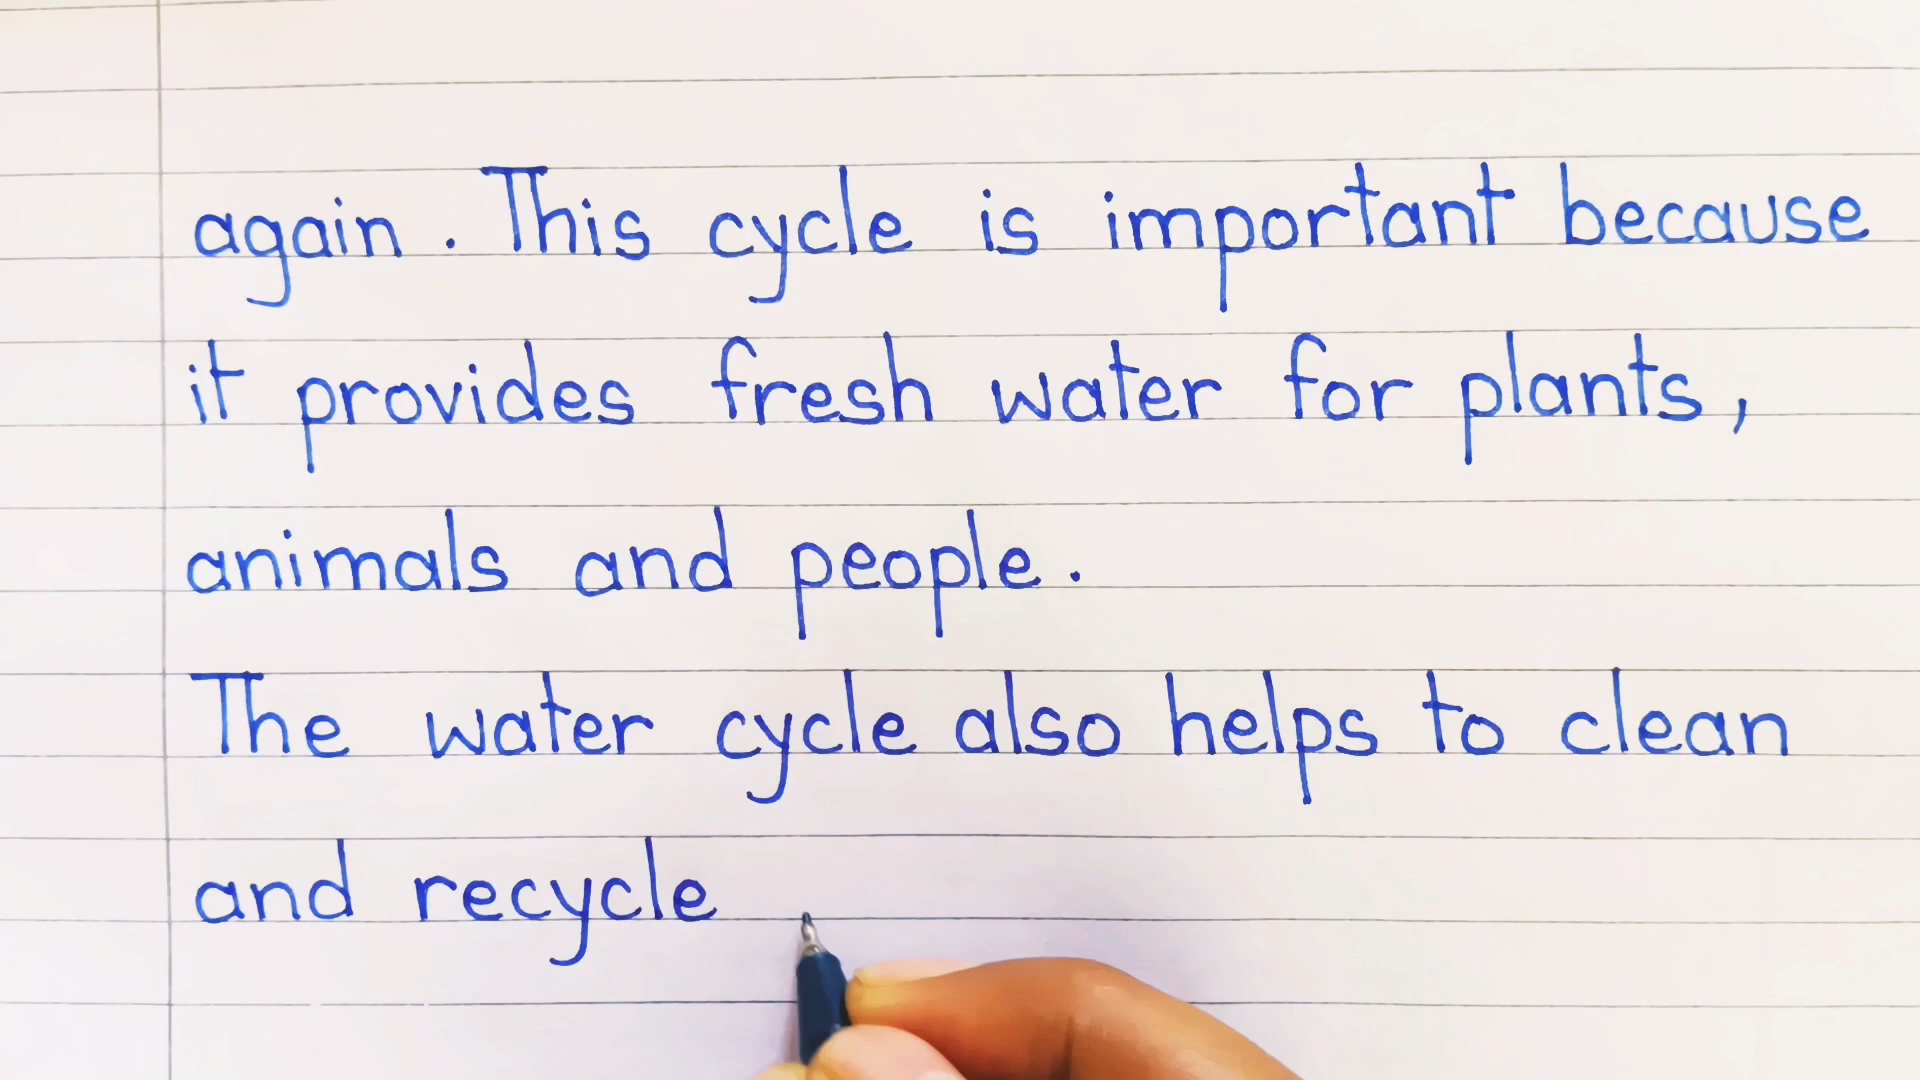 again. This cycle is important because
it provides fresh water for plants,
animals and people.
The water cycle also helps to clean
and recycle